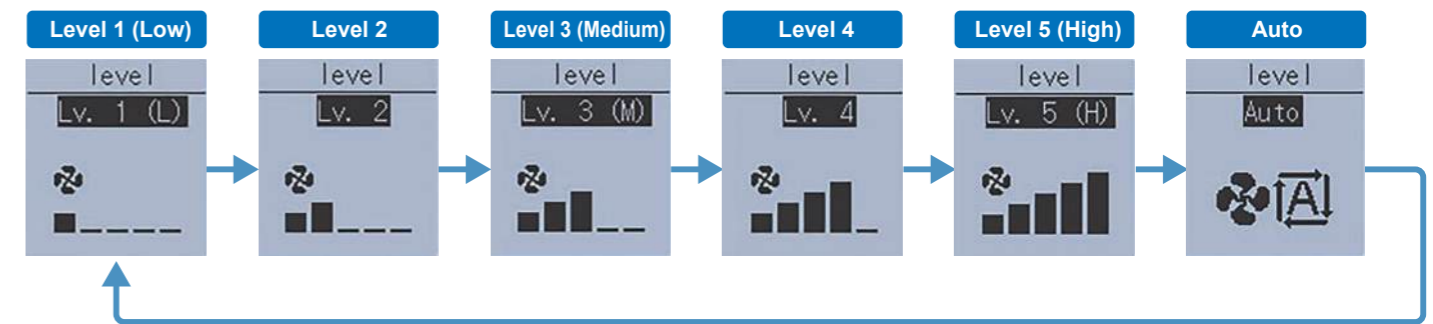 Level 1 (Low)
Level 2
Level 3 (Medium)
Level 4
Level 5 (High)
Auto
level
level
level
level
level
level
Lv. 1 (L)
Lv. 2
Lv. 3 (M)
Lv. 4
Lv. 5 (H)
Auto
A